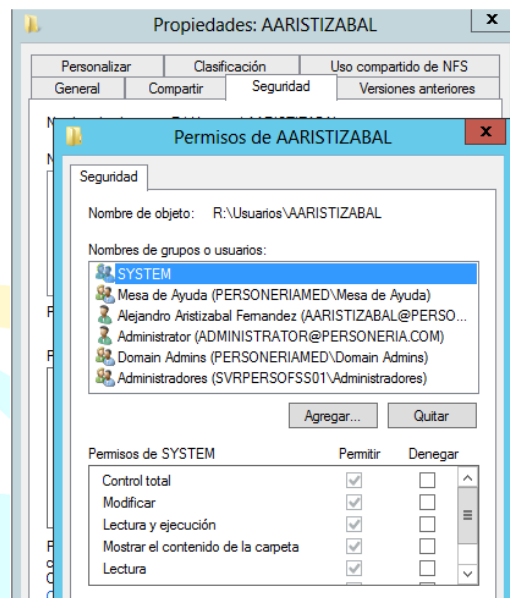 Propiedades: AARISTIZABAL
x
Personalizar Clasificación Uso compartido de NFS
General Compartir Seguridad Versiones anteriores
Permisos de AARISTIZABAL
x
Seguridad
Nombre de objeto: R:\Usuarios\AARISTIZABAL
Nombres de grupos o usuarios:
SYSTEM
Mesa de Ayuda (PERSONERIAMED\Mesa de Ayuda)
Alejandro Aristizabal Fernandez (AARISTIZABAL@PERSO...
Administrator (ADMINISTRATOR@PERSONERIA.COM)
Domain Admins (PERSONERIAMED\Domain Admins)
Administradores (SVRPERSOFSS01\Administradores)
Agregar... Quitar
Permisos de SYSTEM Permitir Denegar
Control total
Modificar
Lectura y ejecución
Mostrar el contenido de la carpeta
Lectura